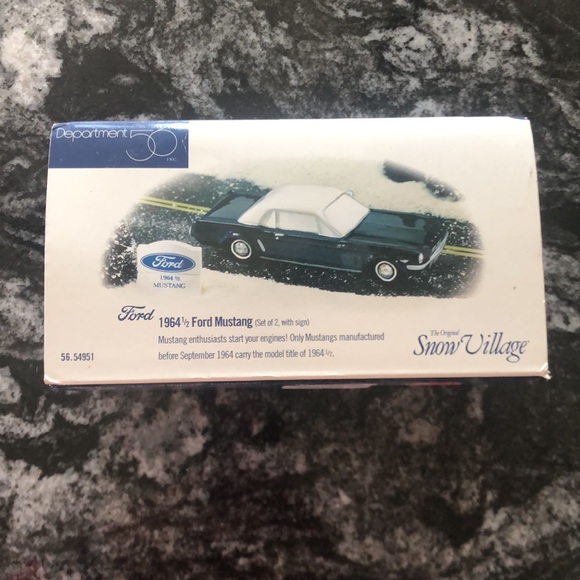 Department 56
INC.
Ford
1964 ½
MUSTANG
Ford 1964½ Ford Mustang (Set of 2, with sign)
Mustang enthusiasts start your engines! Only Mustangs manufactured
before September 1964 carry the model title of 1964½.
56.54951
The Original
Snow Village